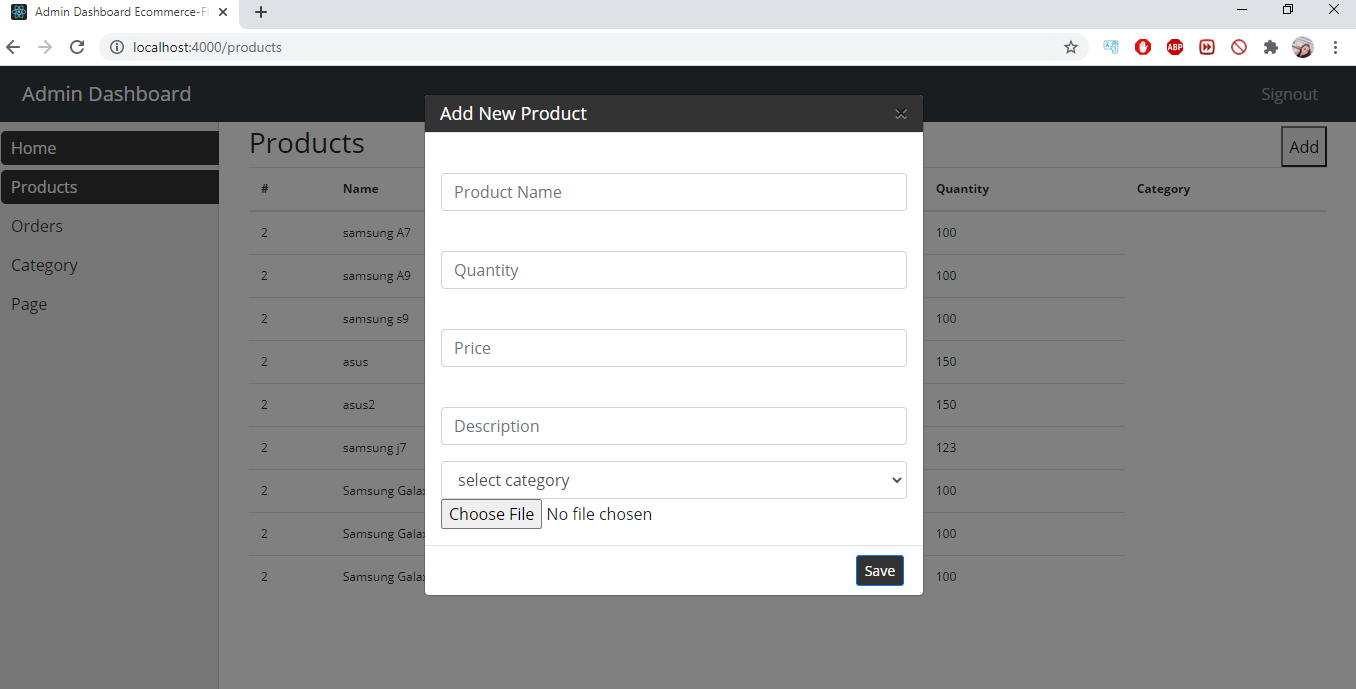 Admin Dashboard Ecommerce-Fl
localhost:4000/products
ABP
Admin Dashboard
Signout
Home
Products
Orders
Category
Page
Products
Add
# Name Quantity Category
2 samsung A7 100
2 samsung A9 100
2 samsung s9 100
2 asus 150
2 asus2 150
2 samsung j7 123
2 Samsung Gala 100
2 Samsung Gala 100
2 Samsung Gala 100
Add New Product
Product Name
Quantity
Price
Description
select category
Choose File No file chosen
Save